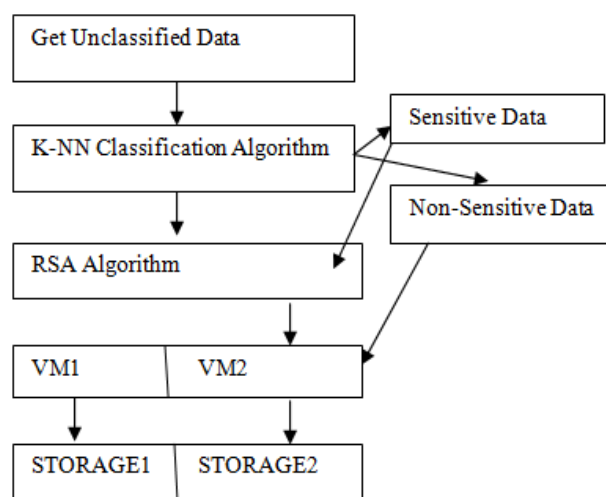 Get Unclassified Data
Sensitive Data
K-NN Classification Algorithm
Non-Sensitive Data
RSA Algorithm
VM1 VM2
STORAGE1 STORAGE2